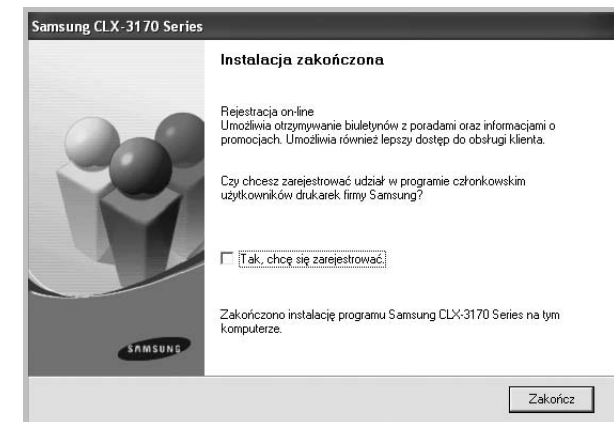 Samsung CLX-3170 Series
Instalacja zakończona
Rejestracja on-line
Umożliwia otrzymywanie biuletynów z poradami oraz informacjami o
promocjach. Umożliwia również lepszy dostęp do obsługi klienta.
Czy chcesz zarejestrować udział w programie członkowskim
użytkowników drukarek firmy Samsung?
Tak, chcę się zarejestrować.
Zakończono instalację programu Samsung CLX-3170 Series na tym
komputerze.
SAMSUNG
Zakończ